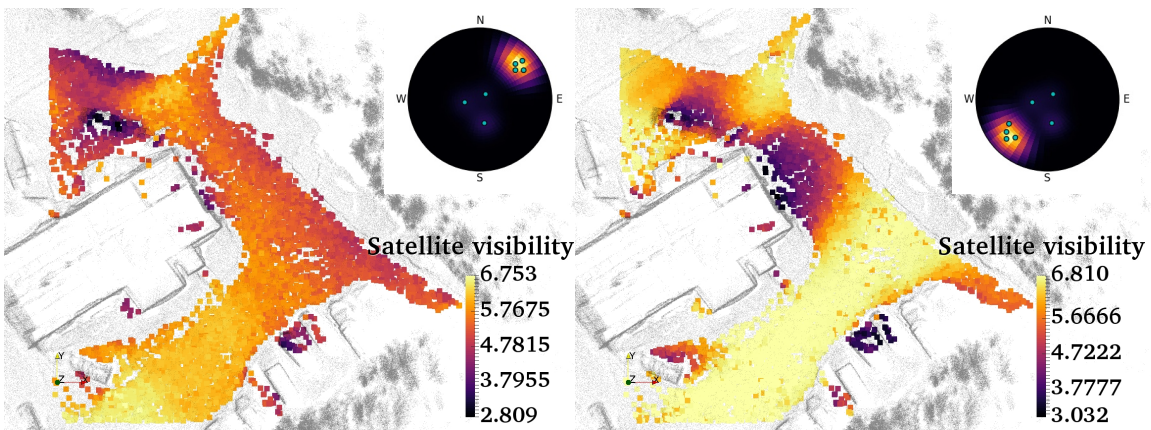 N
W E
S
Satellite visibility
6.753
5.7675
4.7815
3.7955
2.809
Y
Z X
N
W E
S
Satellite visibility
6.810
5.6666
4.7222
3.7777
3.032
Y
Z X